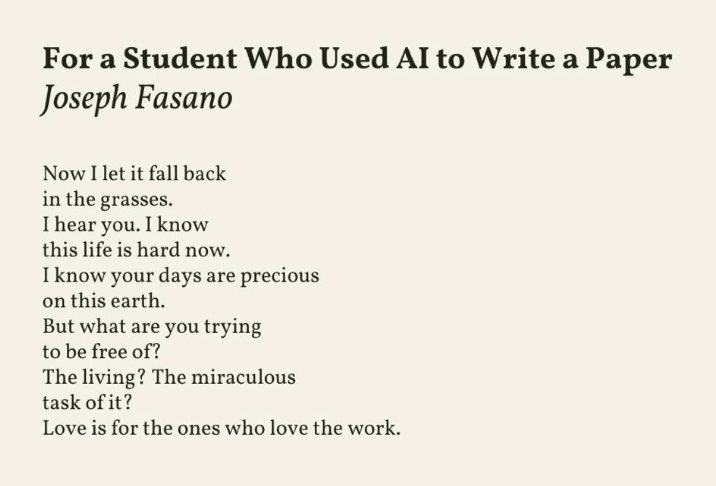 For a Student Who Used AI to Write a Paper
Joseph Fasano
Now I let it fall back
in the grasses.
I hear you. I know
this life is hard now.
I know your days are precious
on this earth.
But what are you trying
to be free of?
The living? The miraculous
task of it?
Love is for the ones who love the work.